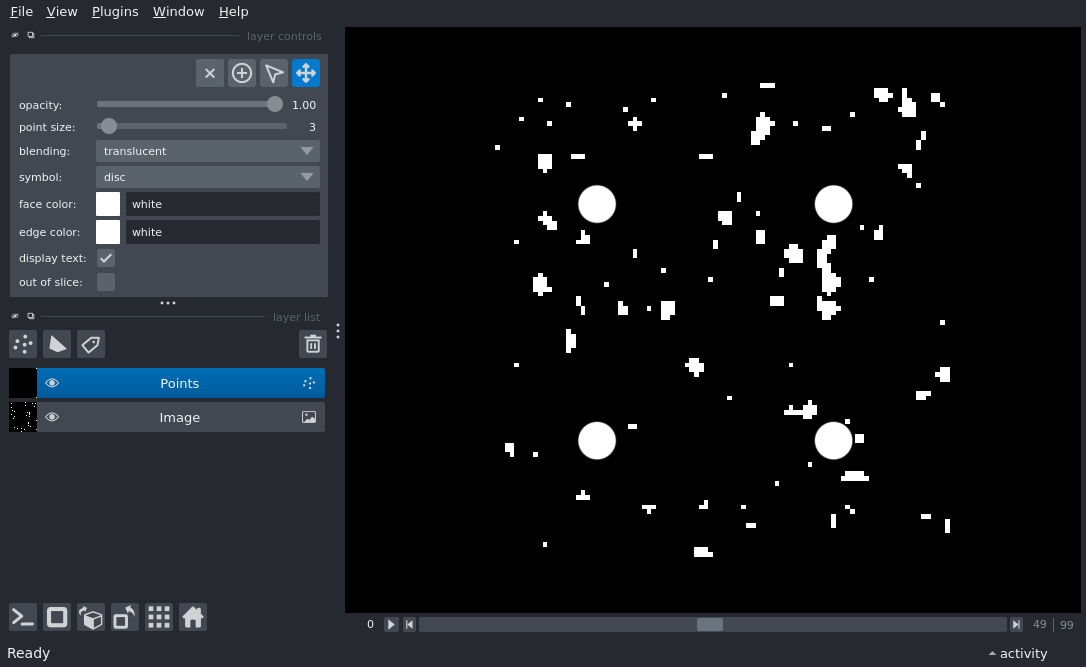 File View Plugins Window Help
layer controls
opacity: 1.00
point size: 3
blending: translucent
symbol: disc
face color: white
edge color: white
display text:
out of slice:
layer list
Points
Image
0 49 | 99
Ready activity